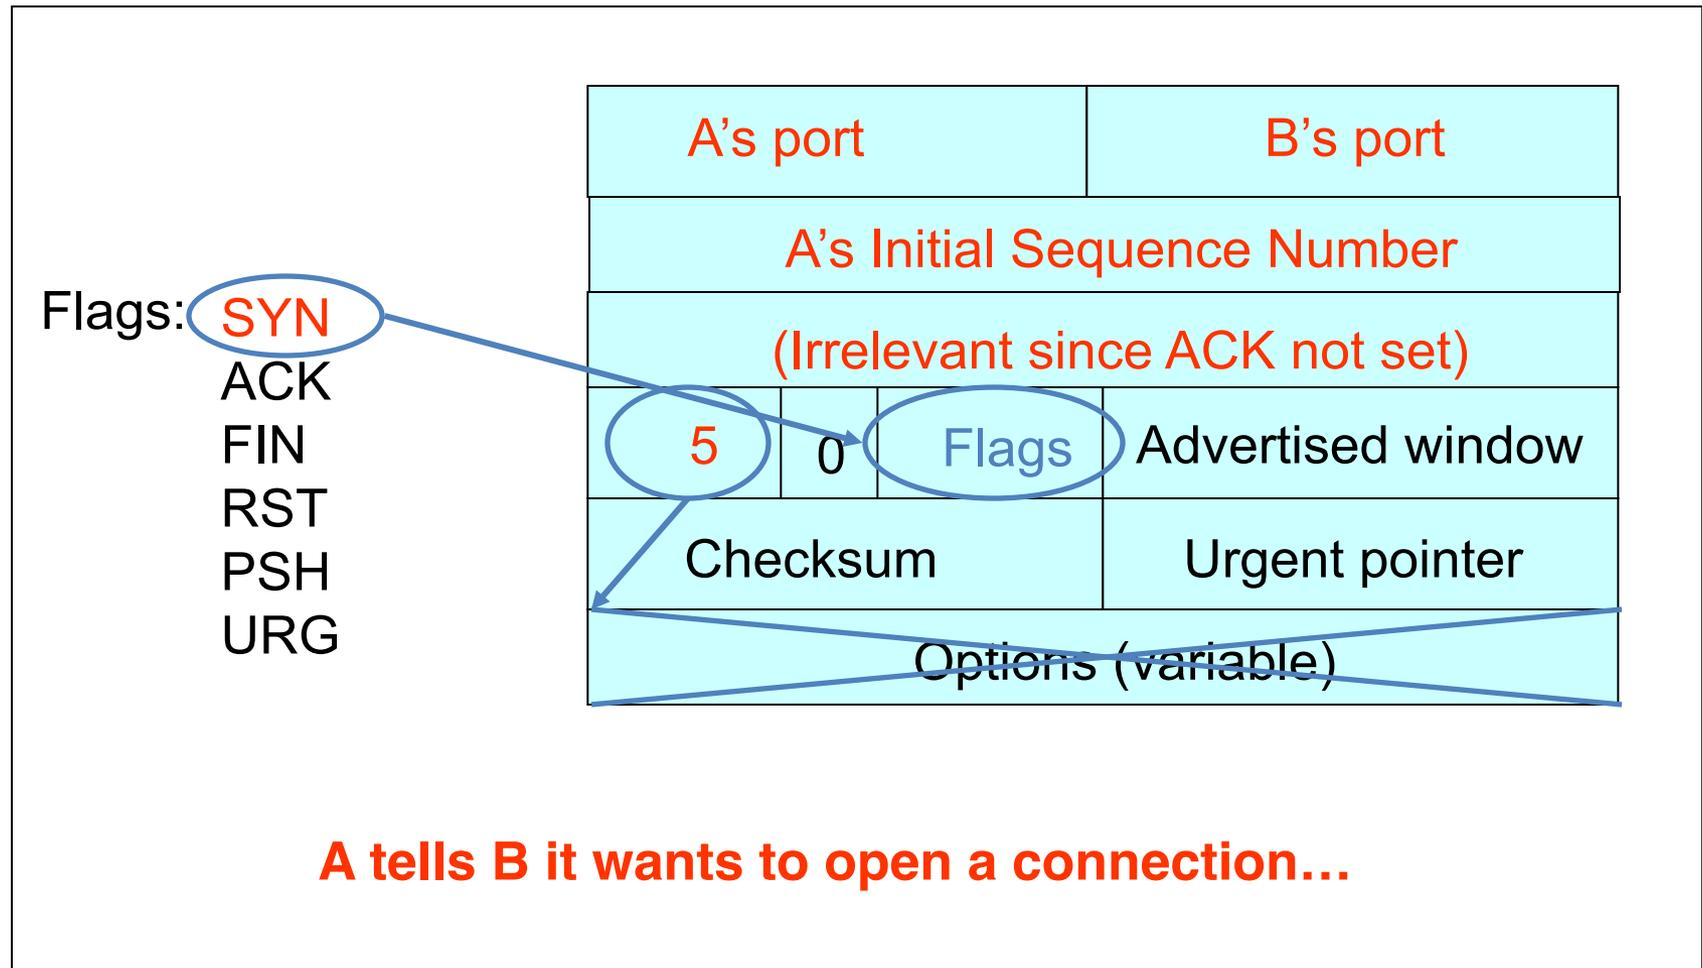 A’s port B’s port
A’s Initial Sequence Number
Flags: SYN
(Irrelevant since ACK not set)
ACK
FIN
RST
PSH
URG
5 0 Flags Advertised window
Checksum Urgent pointer
Options (variable)
A tells B it wants to open a connection…